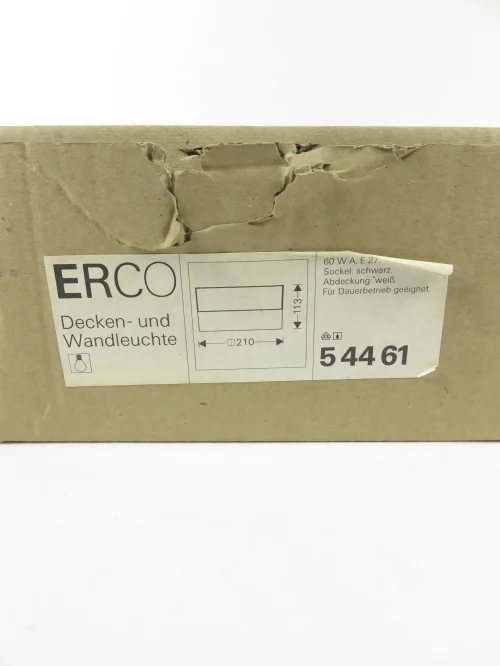 ERCO
Decken- und
Wandleuchte
113
210
60 W A, E 27.
Sockel: schwarz.
Abdeckung: weiß.
Für Dauerbetrieb geeignet.
5 44 61